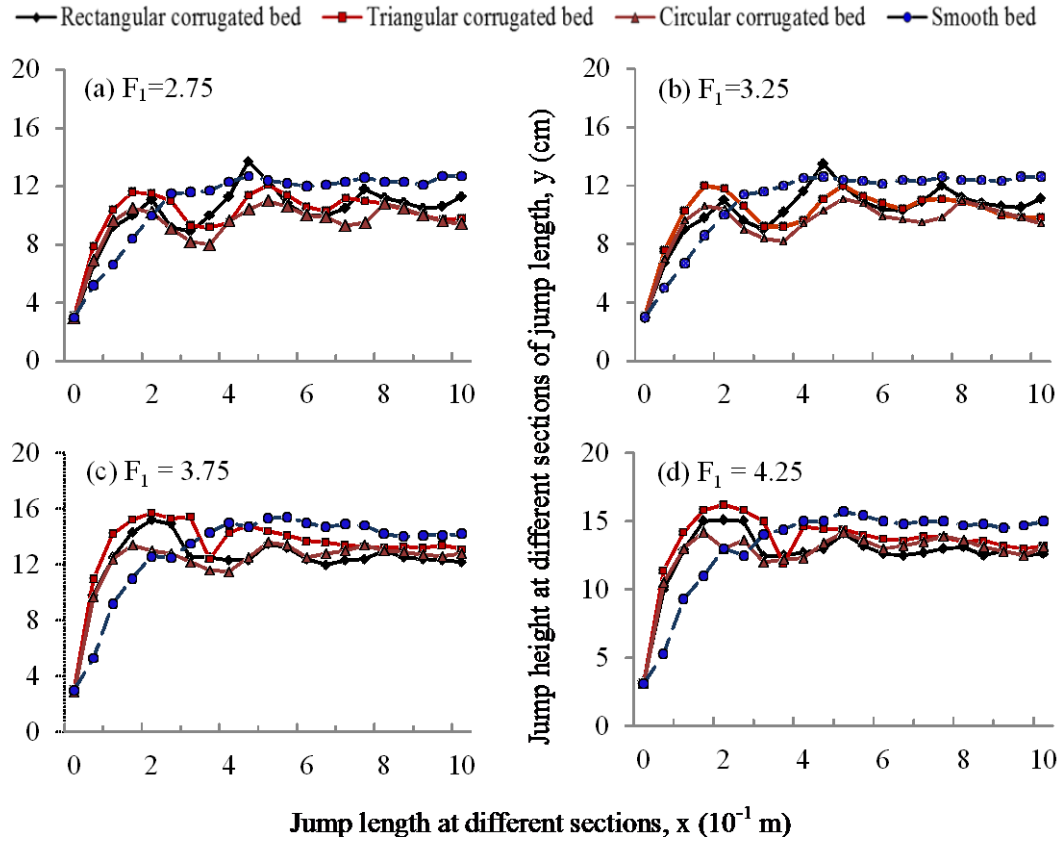 Rectangular corrugated bed Triangular corrugated bed Circular corrugated bed Smooth bed
(a) F₁=2.75
20
16
12
8
4
0
0 2 4 6 8 10
(b) F₁=3.25
20
16
12
8
4
0
0 2 4 6 8 10
Jump height at different sections of jump length, y (cm)
(c) F₁ = 3.75
20
16
12
8
4
0
0 2 4 6 8 10
(d) F₁ = 4.25
20
15
10
5
0
0 2 4 6 8 10
Jump length at different sections, x (10⁻¹ m)